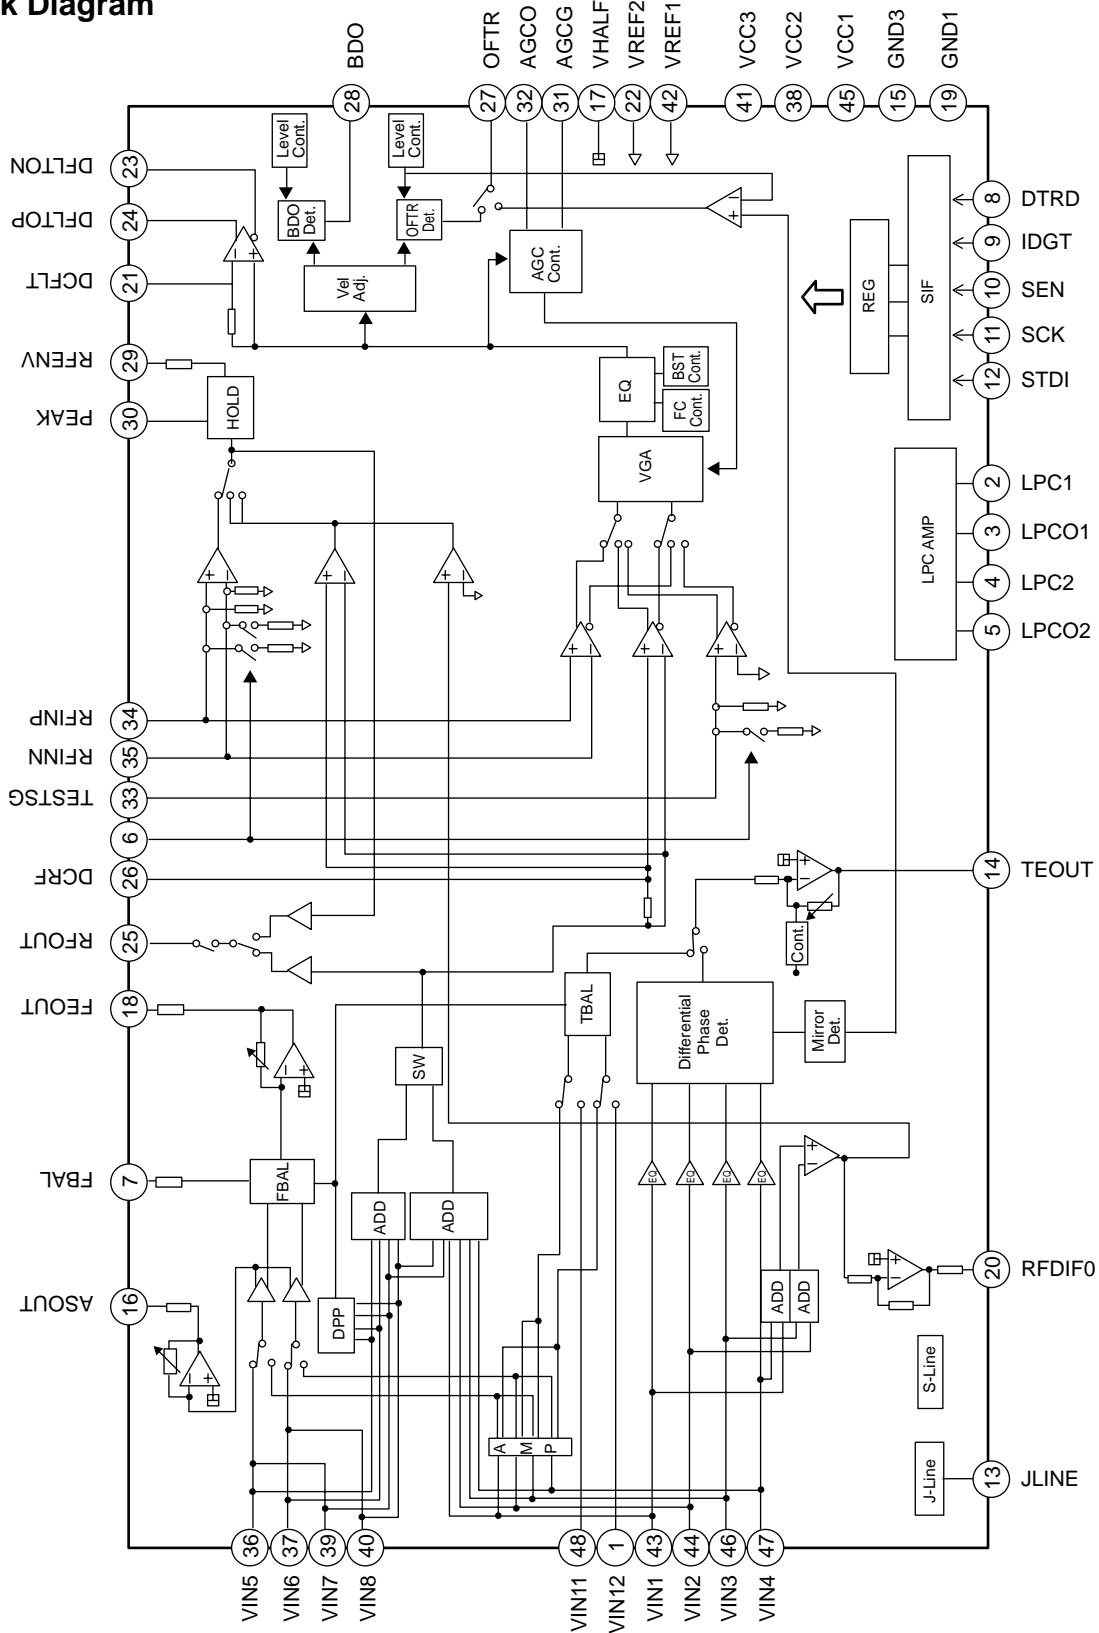 k Diagram
BDO
OFTR
AGCO
AGCG
VHALF
VREF2
VREF1
VCC3
VCC2
VCC1
GND3
GND1
28
27
32
31
17
22
42
41
38
45
15
19
DFLTON
23
DFLTOP
24
DCFLT
21
RFENV
29
PEAK
30
RFINP
34
RFINN
35
TESTSG
33
6
DCRF
26
RFOUT
25
FEOUT
18
FBAL
7
ASOUT
16
Level
Cont.
BDO
Det.
Level
Cont.
OFTR
Det.
Vel
Adj.
AGC
Cont.
HOLD
EQ
BST
Cont.
FC
Cont.
VGA
REG
SIF
8
DTRD
9
IDGT
10
SEN
11
SCK
12
STDI
LPC AMP
2
LPC1
3
LPCO1
4
LPC2
5
LPCO2
14
TEOUT
Cont.
TBAL
Differential
Phase
Det.
Mirror
Det.
SW
FBAL
ADD
ADD
EQ
EQ
EQ
EQ
DPP
ADD
ADD
20
RFDIF0
S-Line
J-Line
13
JLINE
A
M
P
36
37
39
40
48
1
43
44
46
47
VIN5
VIN6
VIN7
VIN8
VIN11
VIN12
VIN1
VIN2
VIN3
VIN4